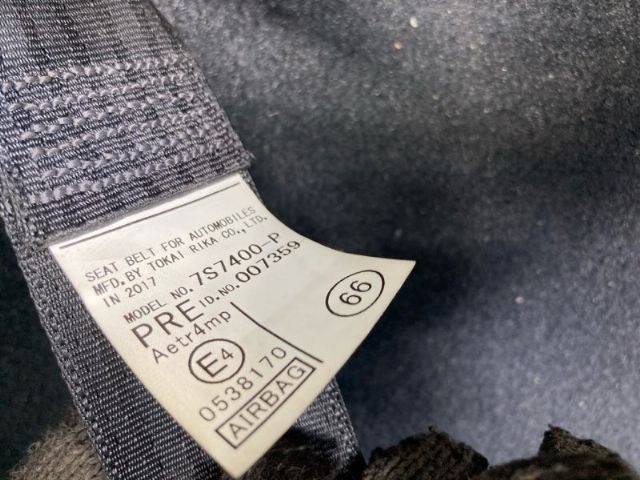 SEAT BELT FOR AUTOMOBILES
MFD.BY TOKAI RIKA CO.,LTD.
IN 2017
MODEL NO. 7S7400-P
PRE ID.NO.007359
Aetr4mp
E4
66
0538170
AIRBAG